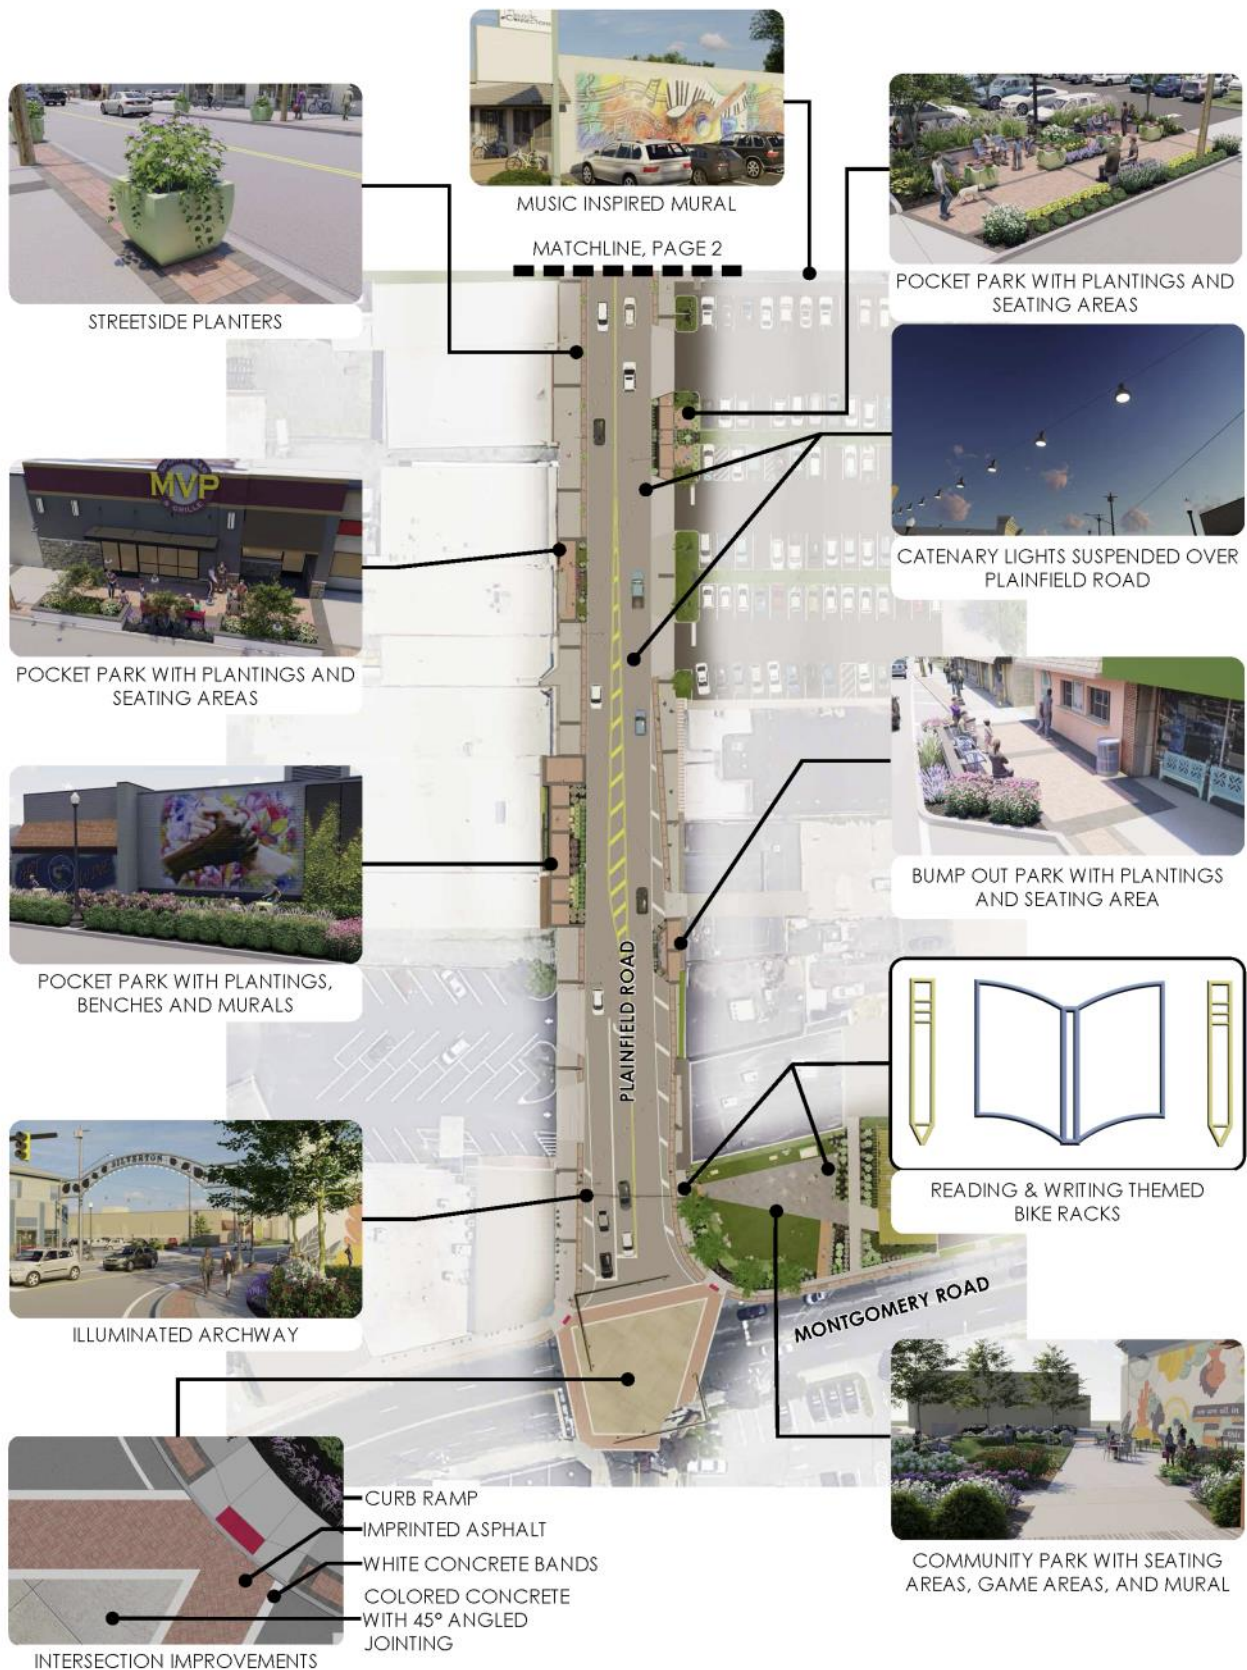 CONNECTIONS
MUSIC INSPIRED MURAL
MATCHLINE, PAGE 2
STREETSIDE PLANTERS
POCKET PARK WITH PLANTINGS AND
SEATING AREAS
CATENARY LIGHTS SUSPENDED OVER
PLAINFIELD ROAD
MVP
& GRILLE
POCKET PARK WITH PLANTINGS AND
SEATING AREAS
BUMP OUT PARK WITH PLANTINGS
AND SEATING AREA
POCKET PARK WITH PLANTINGS,
BENCHES AND MURALS
PLAINFIELD ROAD
READING & WRITING THEMED
BIKE RACKS
SILVERTON
ILLUMINATED ARCHWAY
MONTGOMERY ROAD
COMMUNITY PARK WITH SEATING
AREAS, GAME AREAS, AND MURAL
CURB RAMP
IMPRINTED ASPHALT
WHITE CONCRETE BANDS
COLORED CONCRETE
WITH 45° ANGLED
JOINTING
INTERSECTION IMPROVEMENTS